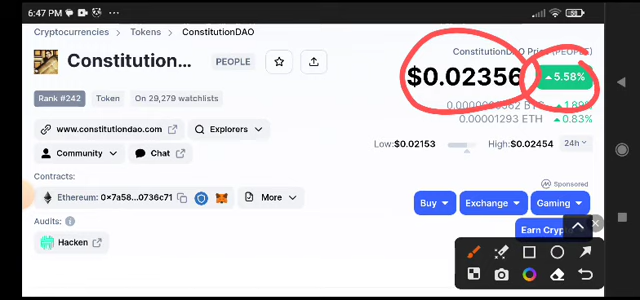 6:47 PM
Cryptocurrencies > Tokens > ConstitutionDAO
Constitution... PEOPLE
ConstitutionDAO Price (PEOPLE)
$0.02356 5.58%
Rank #242 Token On 29,279 watchlists
BTC 1.89%
0.00001293 ETH 0.83%
www.constitutiondao.com Explorers
Low: $0.02153 High: $0.02454 24h
Community Chat
Contracts:
Sponsored
Ethereum: 0x7a58...0736c71 More
Buy Exchange Gaming
Audits:
Earn Crypto
Hacken